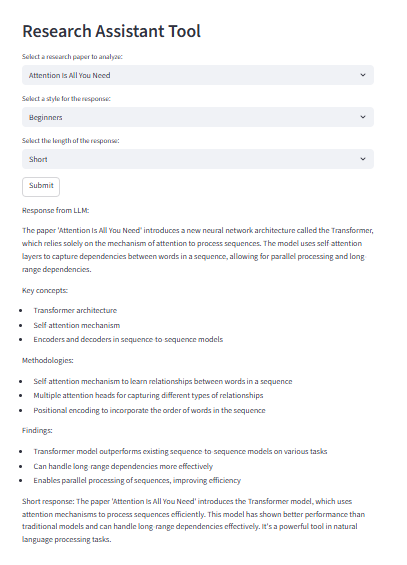 Research Assistant Tool
Select a research paper to analyze:
Attention Is All You Need
Select a style for the response:
Beginners
Select the length of the response:
Short
Submit
Response from LLM:
The paper 'Attention Is All You Need' introduces a new neural network architecture called the Transformer,
which relies solely on the mechanism of attention to process sequences. The model uses self-attention
layers to capture dependencies between words in a sequence, allowing for parallel processing and long-
range dependencies.
Key concepts:
• Transformer architecture
• Self-attention mechanism
• Encoders and decoders in sequence-to-sequence models
Methodologies:
• Self-attention mechanism to learn relationships between words in a sequence
• Multiple attention heads for capturing different types of relationships
• Positional encoding to incorporate the order of words in the sequence
Findings:
• Transformer model outperforms existing sequence-to-sequence models on various tasks
• Can handle long-range dependencies more effectively
• Enables parallel processing of sequences, improving efficiency
Short response: The paper 'Attention Is All You Need' introduces the Transformer model, which uses
attention mechanisms to process sequences efficiently. This model has shown better performance than
traditional models and can handle long-range dependencies effectively. It's a powerful tool in natural
language processing tasks.